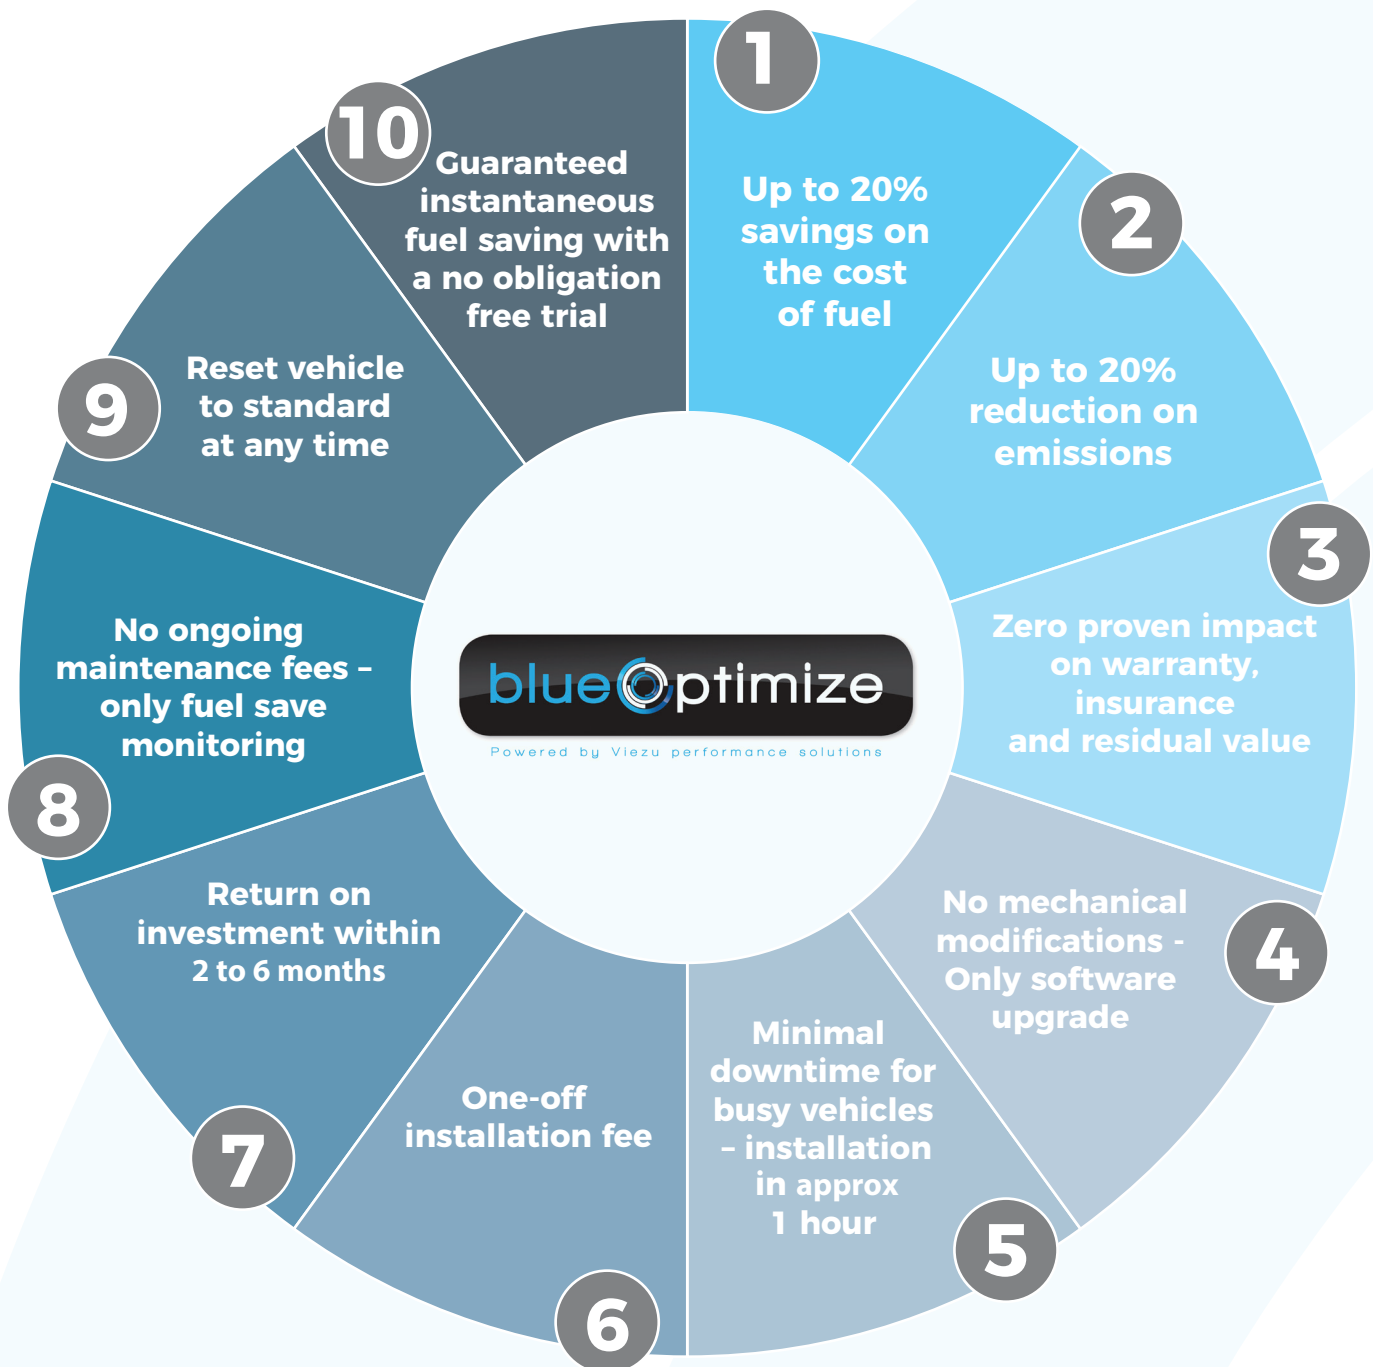 1
Up to 20%
savings on
the cost
of fuel
2
Up to 20%
reduction on
emissions
3
Zero proven impact
on warranty,
insurance
and residual value
4
No mechanical
modifications -
Only software
upgrade
5
Minimal
downtime for
busy vehicles
– installation
in approx
1 hour
6
One-off
installation fee
7
Return on
investment within
2 to 6 months
8
No ongoing
maintenance fees –
only fuel save
monitoring
9
Reset vehicle
to standard
at any time
10
Guaranteed
instantaneous
fuel saving with
a no obligation
free trial
blueOptimize
Powered by Viezu performance solutions